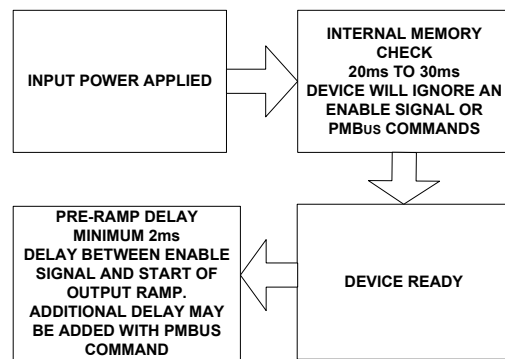 INPUT POWER APPLIED
INTERNAL MEMORY
CHECK
20ms TO 30ms
DEVICE WILL IGNORE AN
ENABLE SIGNAL OR
PMBUS COMMANDS
PRE-RAMP DELAY
MINIMUM 2ms
DELAY BETWEEN ENABLE
SIGNAL AND START OF
OUTPUT RAMP.
ADDITIONAL DELAY MAY
BE ADDED WITH PMBUS
COMMAND
DEVICE READY